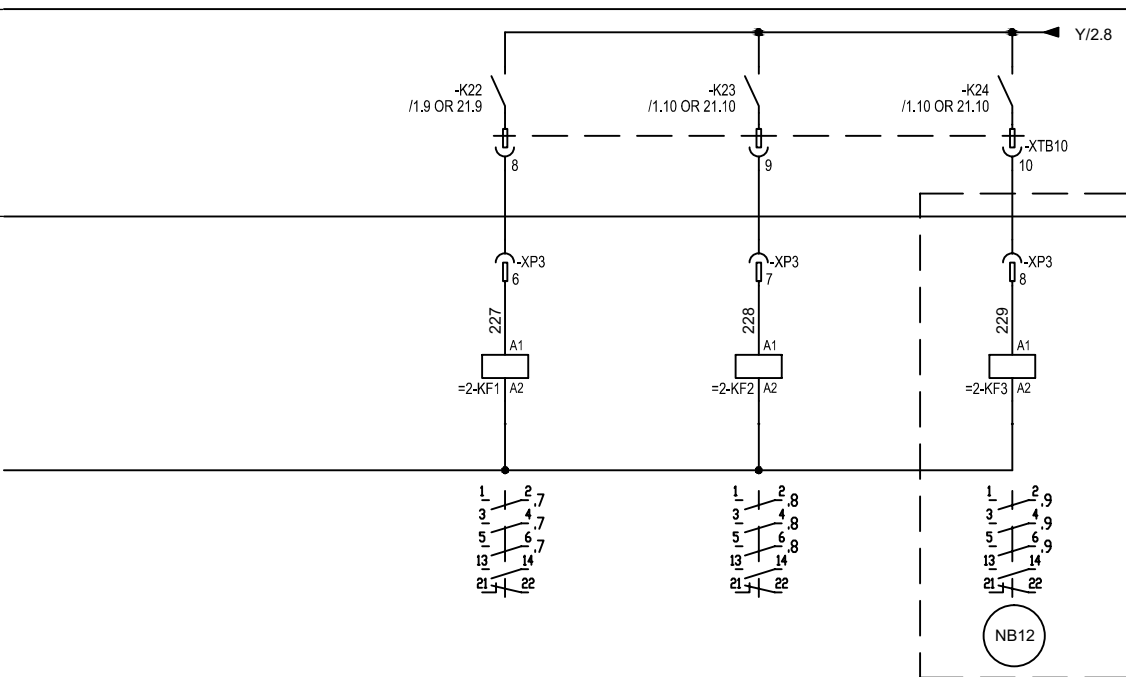 Y/2.8
-K22
/1.9 OR 21.9
-K23
/1.10 OR 21.10
-K24
/1.10 OR 21.10
-XTB10
8
9
10
-XP3
6
-XP3
7
-XP3
8
227
228
229
A1
A1
A1
=2-KF1 A2
=2-KF2 A2
=2-KF3 A2
1 2 .7
3 4 .7
5 6 .7
13 14
21 22
1 2 .8
3 4 .8
5 6 .8
13 14
21 22
1 2 .9
3 4 .9
5 6 .9
13 14
21 22
NB12